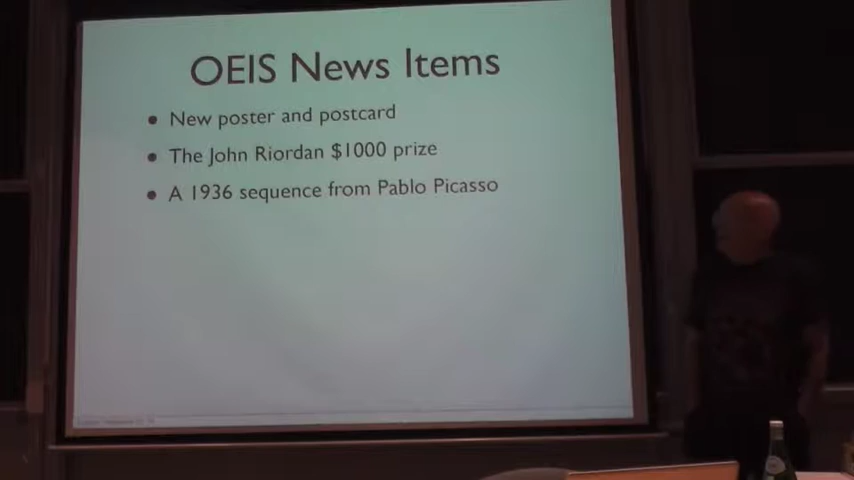 OEIS News Items
• New poster and postcard
• The John Riordan $1000 prize
• A 1936 sequence from Pablo Picasso